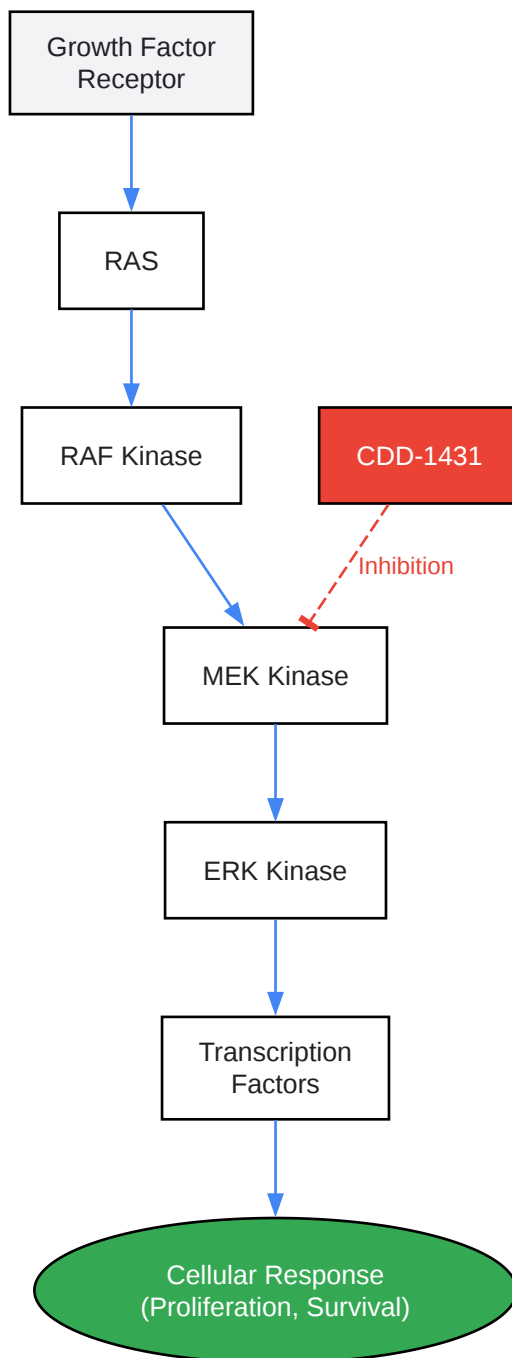 Growth Factor
Receptor
RAS
RAF Kinase
CDD-1431
Inhibition
MEK Kinase
ERK Kinase
Transcription
Factors
Cellular Response
(Proliferation, Survival)